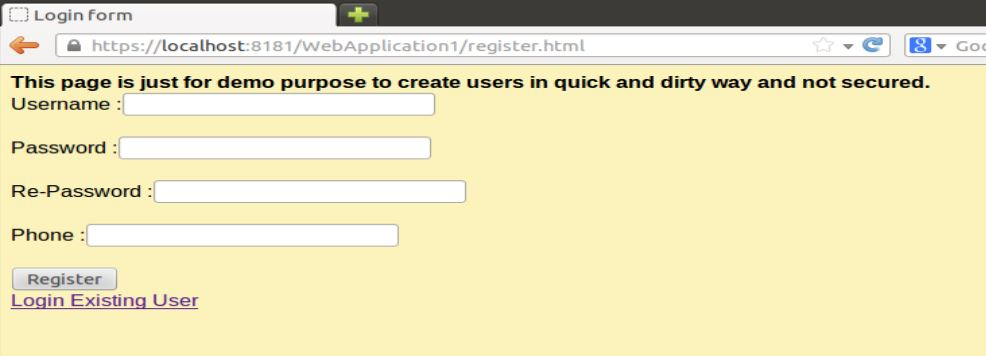 Login form
https://localhost:8181/WebApplication1/register.html
8
This page is just for demo purpose to create users in quick and dirty way and not secured.
Username :
Password :
Re-Password :
Phone :
Register
Login Existing User